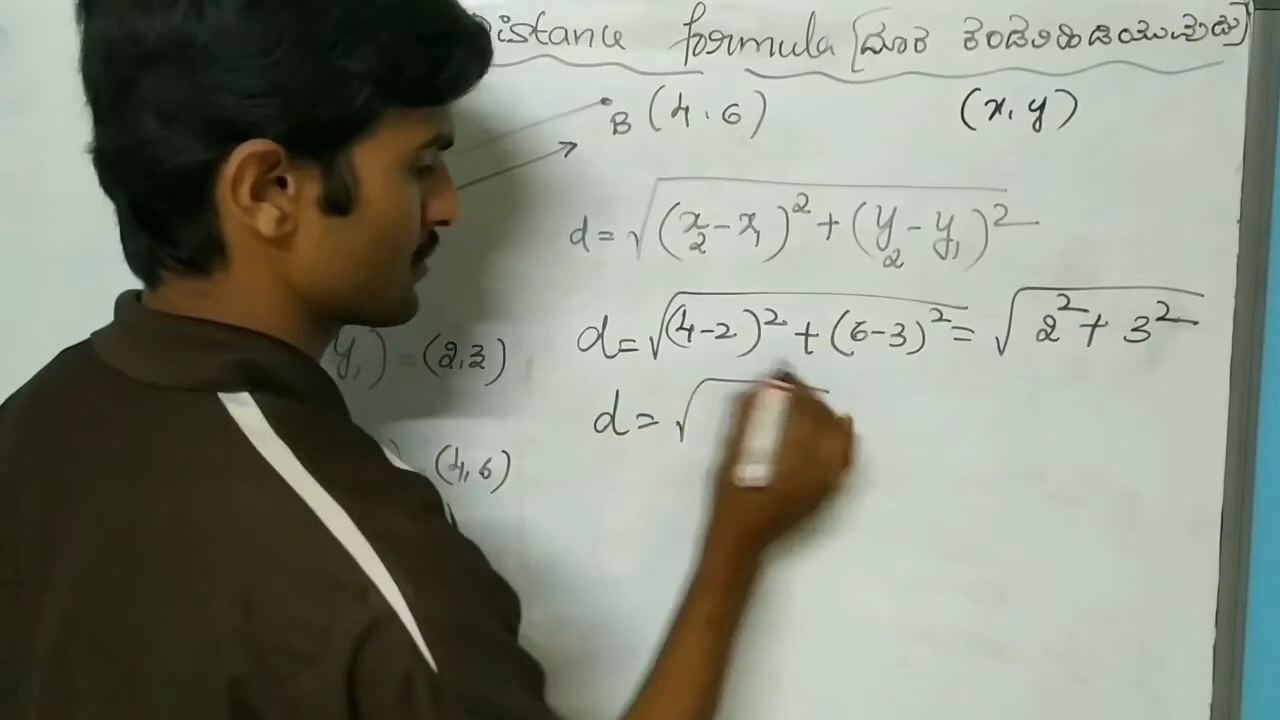 Distance formula [ದೂರ ಕಂಡುಹಿಡಿಯುವುದು]
B (4, 6) (x, y)
d = √(x₂ - x₁)² + (y₂ - y₁)²
d = √(4-2)² + (6-3)² = √2² + 3²
y₁) = (2,3)
d = √
) = (4,6)